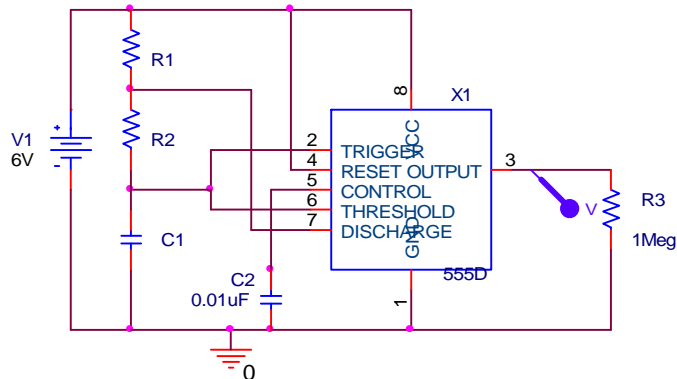 R1
X1
8
V1
6V
R2
VCC
2
TRIGGER
4
RESET OUTPUT
3
5
CONTROL
6
THRESHOLD
7
DISCHARGE
GND
V
R3
1Meg
C1
C2
0.01uF
555D
1
0